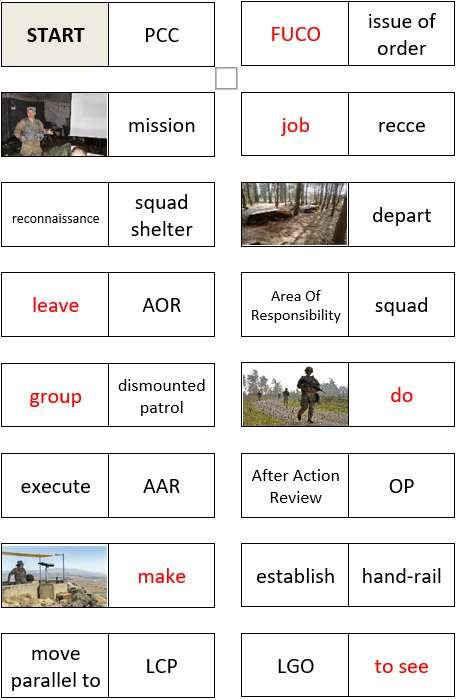 START
PCC
FUCO
issue of
order
mission
job
recce
reconnaissance
squad
shelter
depart
leave
AOR
Area Of
Responsibility
squad
group
dismounted
patrol
do
execute
AAR
After Action
Review
OP
make
establish
hand-rail
move
parallel to
LCP
LGO
to see